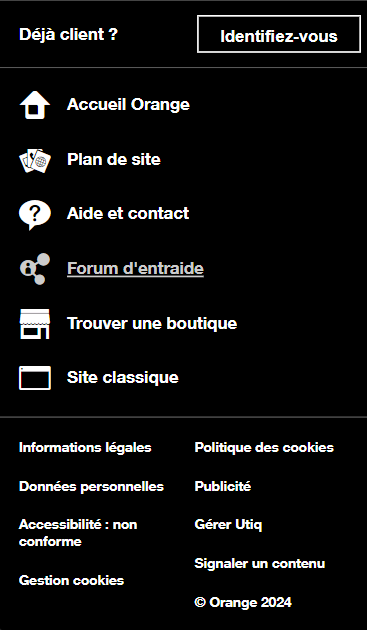 Déjà client ?
Identifiez-vous
Accueil Orange
Plan de site
Aide et contact
Forum d'entraide
Trouver une boutique
Site classique
Informations légales
Politique des cookies
Données personnelles
Publicité
Accessibilité : non
conforme
Gérer Utiq
Gestion cookies
Signaler un contenu
© Orange 2024